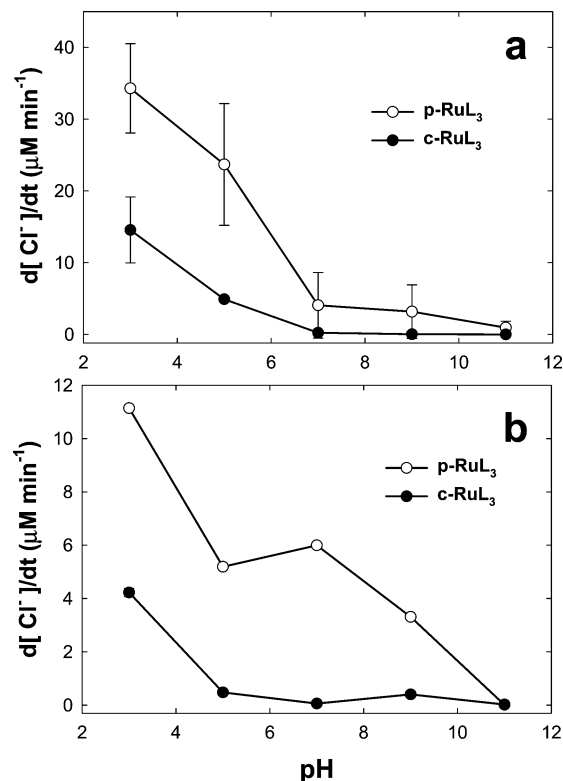 a
40
30
20
10
0
d[ Cl⁻ ]/dt (μM min⁻¹)
p-RuL₃
c-RuL₃
2 4 6 8 10 12
b
12
10
8
6
4
2
0
d[ Cl⁻ ]/dt (μM min⁻¹)
p-RuL₃
c-RuL₃
2 4 6 8 10 12
pH